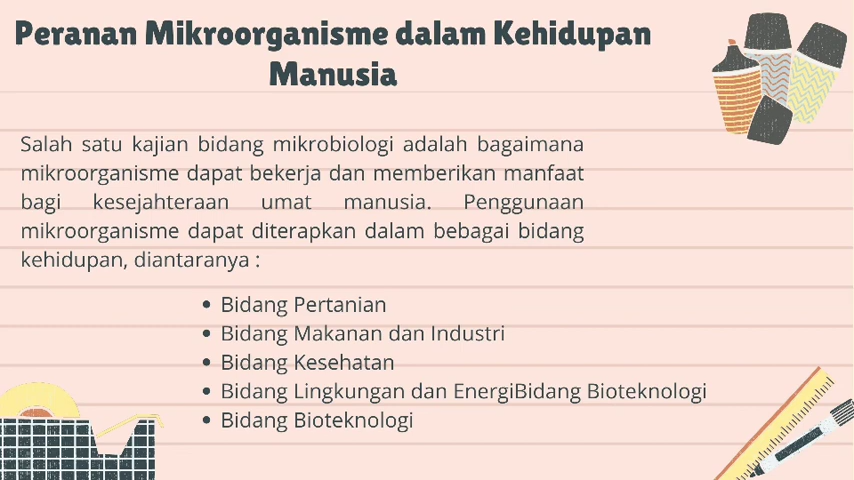 Peranan Mikroorganisme dalam Kehidupan
Manusia
Salah satu kajian bidang mikrobiologi adalah bagaimana
mikroorganisme dapat bekerja dan memberikan manfaat
bagi kesejahteraan umat manusia. Penggunaan
mikroorganisme dapat diterapkan dalam bebagai bidang
kehidupan, diantaranya :
• Bidang Pertanian
• Bidang Makanan dan Industri
• Bidang Kesehatan
• Bidang Lingkungan dan EnergiBidang Bioteknologi
• Bidang Bioteknologi